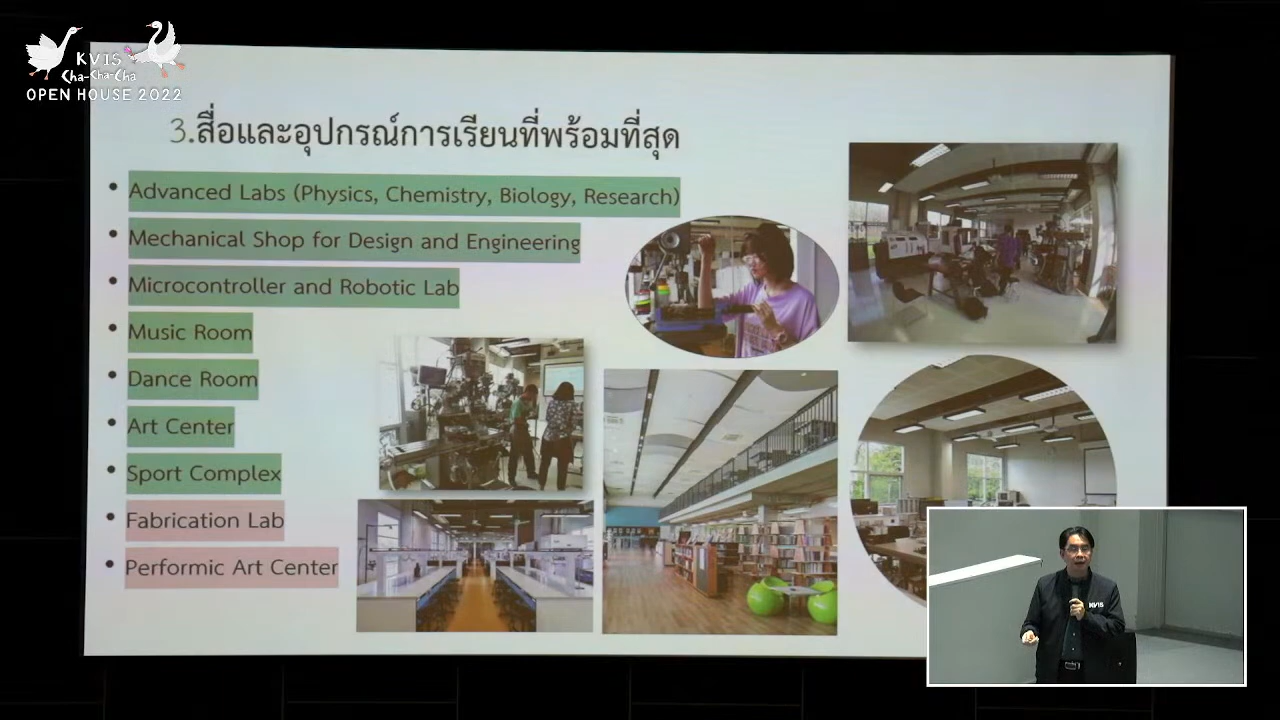 KVIS
Cha-Cha-Cha
OPEN HOUSE 2022
3.สื่อและอุปกรณ์การเรียนที่พร้อมที่สุด
• Advanced Labs (Physics, Chemistry, Biology, Research)
• Mechanical Shop for Design and Engineering
• Microcontroller and Robotic Lab
• Music Room
• Dance Room
• Art Center
• Sport Complex
• Fabrication Lab
• Performic Art Center
KVIS